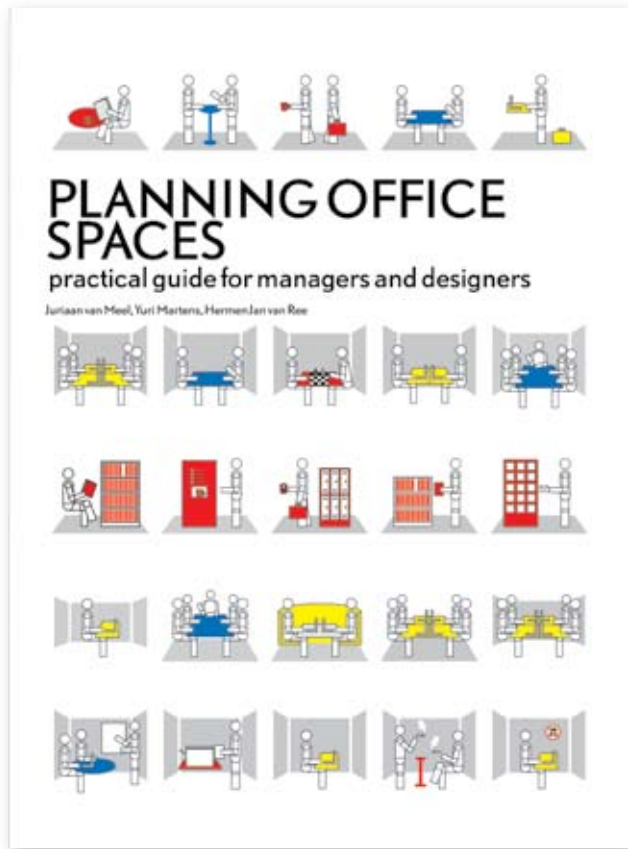 PLANNING OFFICE
SPACES
practical guide for managers and designers
Juriaan van Meel, Yuri Martens, Hermen Jan van Ree